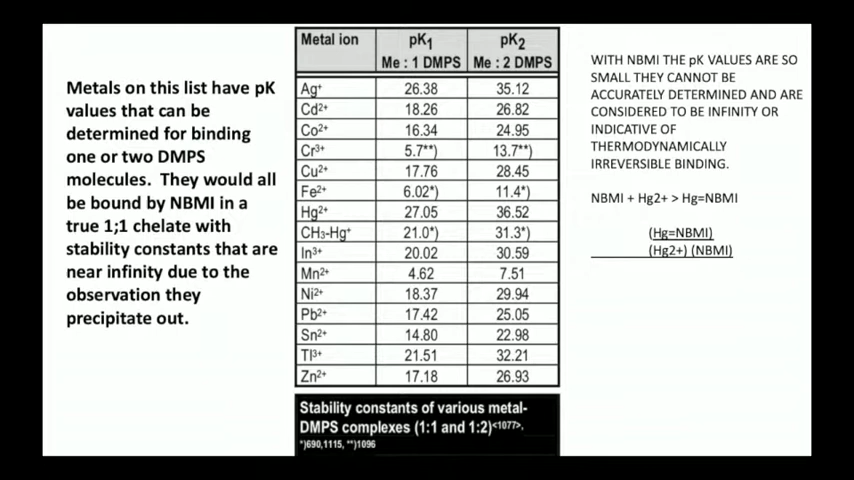 Metals on this list have pK
values that can be
determined for binding
one or two DMPS
molecules. They would all
be bound by NBMI in a
true 1;1 chelate with
stability constants that are
near infinity due to the
observation they
precipitate out.
Metal ion pK1 pK2
Me : 1 DMPS Me : 2 DMPS
Ag+ 26.38 35.12
Cd2+ 18.26 26.82
Co2+ 16.34 24.95
Cr3+ 5.7**) 13.7**)
Cu2+ 17.76 28.45
Fe2+ 6.02*) 11.4*)
Hg2+ 27.05 36.52
CH3-Hg+ 21.0*) 31.3*)
In3+ 20.02 30.59
Mn2+ 4.62 7.51
Ni2+ 18.37 29.94
Pb2+ 17.42 25.05
Sn2+ 14.80 22.98
Tl3+ 21.51 32.21
Zn2+ 17.18 26.93
Stability constants of various metal-
DMPS complexes (1:1 and 1:2)<1077>.
*)690,1115, **)1096
WITH NBMI THE pK VALUES ARE SO
SMALL THEY CANNOT BE
ACCURATELY DETERMINED AND ARE
CONSIDERED TO BE INFINITY OR
INDICATIVE OF
THERMODYNAMICALLY
IRREVERSIBLE BINDING.
NBMI + Hg2+ > Hg=NBMI
(Hg=NBMI)
(Hg2+) (NBMI)